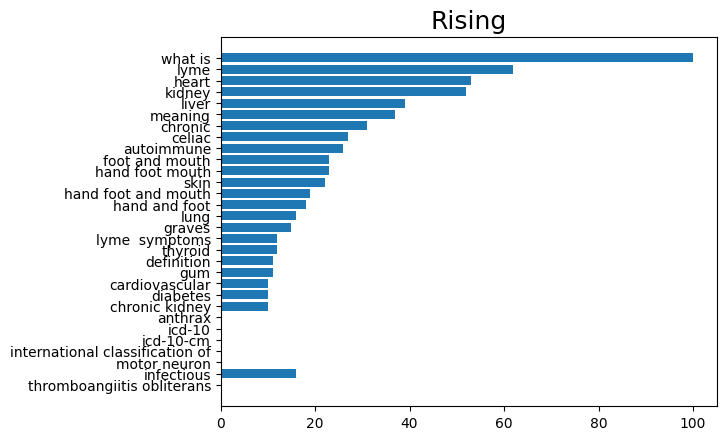 Rising
what is
lyme
heart
kidney
liver
meaning
chronic
celiac
autoimmune
foot and mouth
hand foot mouth
skin
hand foot and mouth
hand and foot
lung
graves
lyme  symptoms
thyroid
definition
gum
cardiovascular
diabetes
chronic kidney
anthrax
icd-10
icd-10-cm
international classification of
motor neuron
infectious
thromboangiitis obliterans
0 20 40 60 80 100